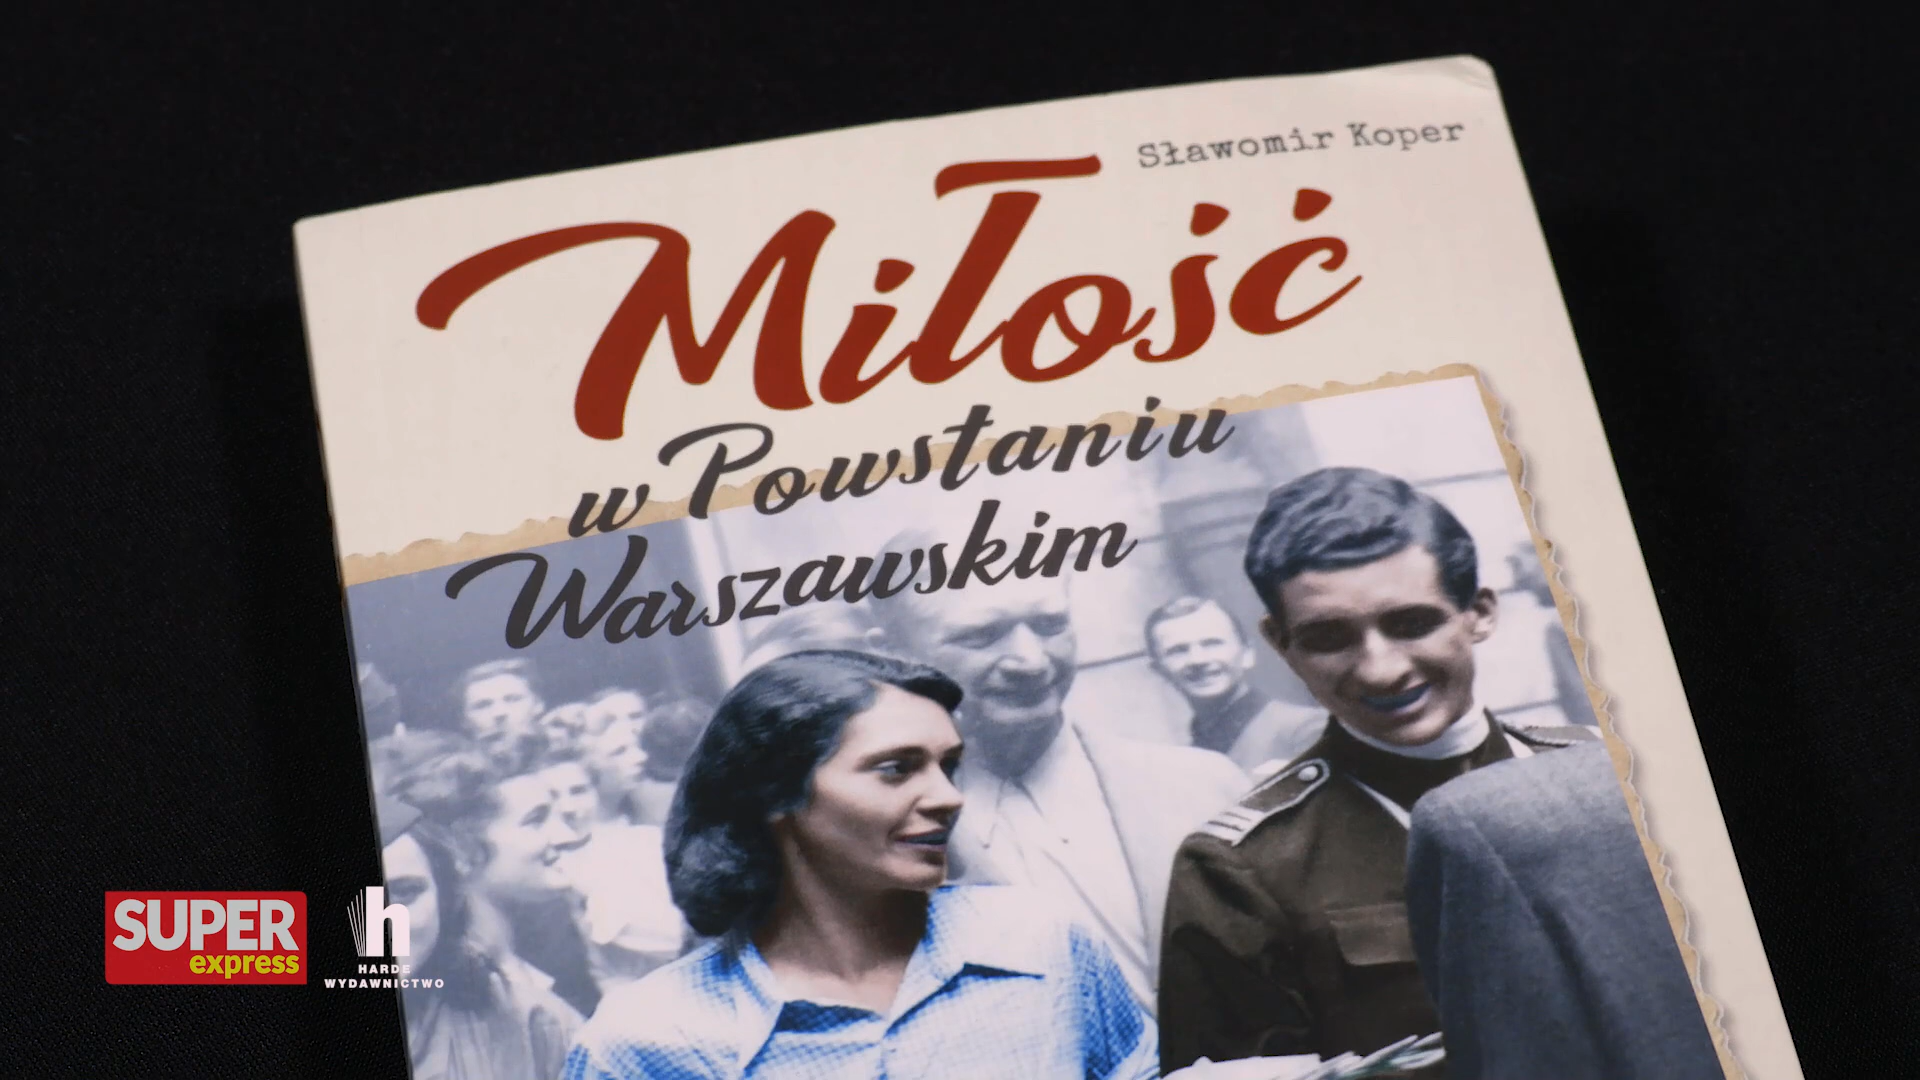 Sławomir Koper
Miłość
w Powstaniu
Warszawskim
SUPER
express
h
HARDE
WYDAWNICTWO